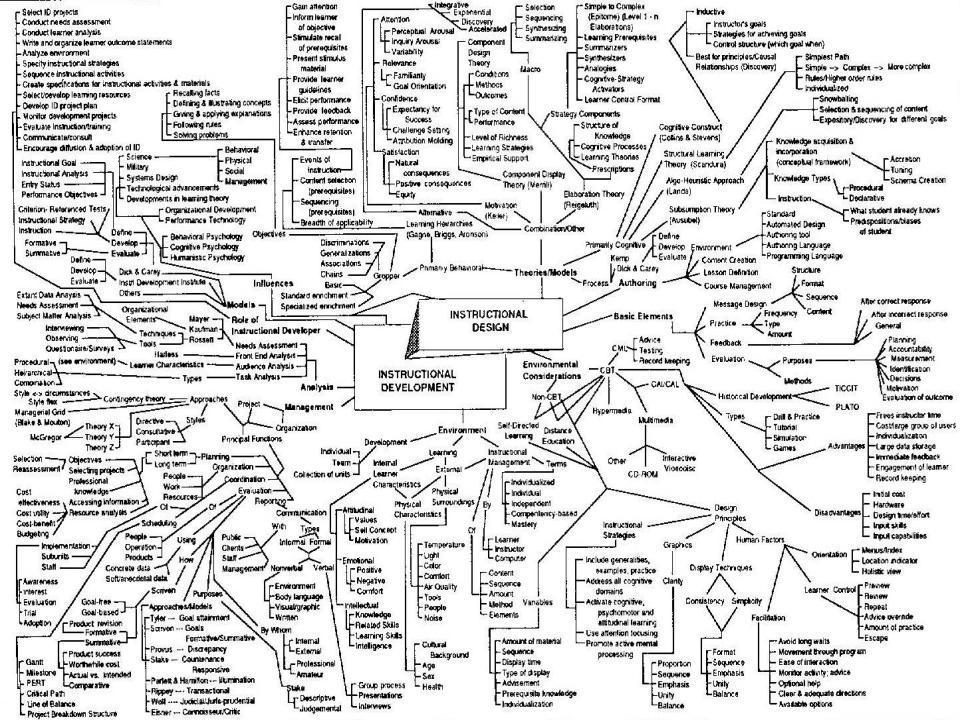 Select ID projects
Conduct needs assessment
Conduct learner analysis
Write and organize learner outcome statements
Analyze environment
Specify instructional strategies
Sequence instructional activities
Create specifications for instructional activities & materials
Select/develop learning resources
Develop ID project plan
Monitor development projects
Evaluate instruction/training
Communicate/consult
Encourage diffusion & adoption of ID
Recalling facts
Defining & illustrating concepts
Giving & applying explanations
Following rules
Solving problems
Gain attention
Inform learner
of objective
Stimulate recall
of prerequisites
Present stimulus
material
Provide learner
guidelines
Elicit performance
Provide feedback
Assess performance
Enhance retention
& transfer
Attention
Perceptual Arousal
Inquiry Arousal
Variability
Relevance
Familiarity
Goal Orientation
Confidence
Expectancy for
Success
Challenge Setting
Attribution Molding
Satisfaction
Natural
consequences
Positive consequences
Equity
Integrative
Experiential
Discovery
Accelerated
Component
Design
Theory
Conditions
Methods
Outcomes
Type of Content
Performance
Level of Richness
Learning Strategies
Empirical Support
Selection
Sequencing
Synthesizing
Summarizing
Macro
Simple to Complex
(Epitome) (Level 1 - n
Elaborations)
Learning Prerequisites
Summarizers
Synthesizers
Analogies
Cognitive-Strategy
Activators
Learner Control Format
Strategy Components
Structure of
Knowledge
Cognitive Processes
Learning Theories
Prescriptions
Inductive
Instructor's goals
Strategies for achieving goals
Control structure (which goal when)
Best for principles/Causal
Relationships (Discovery)
Simplest Path
Simple --> Complex --> More complex
Rules/Higher order rules
Individualized
Snowballing
Selection & sequencing of content
Expository/Discovery for different goals
Cognitive Construct
(Collins & Stevens)
Structural Learning
Theory (Scandura)
Algo-Heuristic Approach
(Landa)
Subsumption Theory
(Ausubel)
Knowledge acquisition &
incorporation
(conceptual framework)
Knowledge Types
Accretion
Tuning
Schema Creation
Procedural
Declarative
Instruction
What student already knows
Predispositions/biases
of student
Instructional Goal
Instructional Analysis
Entry Status
Performance Objectives
Criterion-Referenced Tests
Instructional Strategy
Instruction
Formative
Summative
Define
Develop
Evaluate
Science
Military
Systems Design
Technological advancements
Developments in learning theory
Behavioral
Physical
Social
Management
Organizational Development
Performance Technology
Behavioral Psychology
Cognitive Psychology
Humanistic Psychology
Define
Develop
Evaluate
Dick & Carey
Instr'l Development Institute
Others
Models
Influences
Events of
Instruction
Content selection
(prerequisites)
Sequencing
(prerequisites)
Breadth of applicability
Objectives
Discriminations
Generalizations
Associations
Chains
Basic
Standard enrichment
Specialized enrichment
Gropper
Alternative
Learning Hierarchies
(Gagne, Briggs, Aronson)
Primarily Behavioral
Motivation
(Keller)
Component Display
Theory (Merrill)
Elaboration Theory
(Reigeluth)
Combination/Other
Theories/Models
Primarily Cognitive
Kemp
Dick & Carey
Process
Authoring
Define
Develop
Evaluate
Environment
Standard
Automated Design
Authoring tool
Authoring Language
Programming Language
Content Creation
Lesson Definition
Course Management
INSTRUCTIONAL
DESIGN
INSTRUCTIONAL
DEVELOPMENT
Extant Data Analysis
Needs Assessment
Subject Matter Analysis
Interviewing
Observing
Questionaire/Surveys
Organizational
Elements
Techniques
Tools
Mayer
Kaufman
Rossett
Role of
Instructional Developer
Procedural
Heirarchical
Comoination
(see environment)
Learner Characteristics
Harless
Types
Needs Assessment
Front End Analysis
Audience Analysis
Task Analysis
Analysis
Basic Elements
Structure
Message Design
Format
Sequence
Content
Practice
Frequency
Type
Amount
Feedback
After correct response
After incorrect response
General
Evaluation
Purposes
Planning
Accountability
Measurement
Identification
Decisions
Motivation
Evaluation of outcome
Methods
Historical Development
TICCIT
PLATO
Environmental
Considerations
CML
Advice
Testing
Record keeping
CBT
Non-CBT
CAI/CAL
Hypermedia
Multimedia
Other
CD-ROM
Interactive
Self-Directed
Learning
Distance
Education
Types
Drill & Practice
Tutorial
Simulation
Games
Advantages
Frees instructor time
Cost/large group of users
Individualization
Large data storage
Immediate feedback
Engagement of learner
Record keeping
Disadvantages
Initial cost
Hardware
Design time/effort
Input skills
Input capabilities
Style <-> circumstances
Style flex
Managerial Grid
(Blake & Mouton)
McGregor
Theory X
Theory Y
Theory Z
Contingency theory
Approaches
Directive
Consultative
Participant
Styles
Project
Organization
Principal Functions
Management
Selection
Reassessment
Objectives
Selecting projects
Professional
knowledge
Accessing information
Resource analysis
Cost
effectiveness
Cost utility
Cost-benefit
Budgeting
Short term
Long term
People
Work
Resources
Planning
Organization
Coordination
Evaluation
Reporting
Communication
Of
Scheduling
Implementation
Subunits
Staff
Of
People
Operation
Products
Concrete data
Soft/anecdotal data
Using
How
Purposes
Awareness
Interest
Evaluation
Trial
Adoption
Scriven
Goal-free
Goal-based
Product revision
Formative
Summative
Product success
Worthwhile cost
Actual vs. intended
Comparative
Gantt
Milestone
PERT
Critical Path
Line of Balance
Project Breakdown Structure
Approaches/Models
Tyler --- Goal attainment
Scriven --- Goals
Formative/Summative
Provus --- Discrepancy
Stake --- Countenance
Responsive
Parlett & Hamilton --- Illumination
Rippey --- Transactional
Wolf --- Judicial/Juris-prudential
Eisner --- Connoisseur/Critic
With
Public
Clients
Staff
Management
Types
Informal
Formal
Nonverbal
Verbal
Environment
Body language
Visual/graphic
Written
By Whom
Internal
External
Professional
Amateur
Stake
Descriptive
Judgemental
Group process
Presentations
Interviews
Environment
Development
Individual
Team
Collection of units
Learning
Internal
Learner
Characteristics
External
Physical
Characteristics
Physical
Surroundings
Attitudinal
Values
Self Concept
Motivation
Emotional
Positive
Negative
Comfort
Intellectual
Knowledge
Related Skills
Learning Skills
Intelligence
Temperature
Light
Color
Comfort
Air Quality
Tools
People
Noise
Cultural
Background
Age
Sex
Health
Instructional
Management
Terms
Individualized
Individual
Independent
Compentency-based
Mastery
By
Learner
Instructor
Computer
Of
Content
Sequence
Amount
Method
Elements
Variables
Amount of material
Sequence
Display time
Type of display
Advisement
Prerequisite knowledge
Individualization
Instructional
Strategies
Include generalities,
examples, practice
Address all cognitive
domains
Activate cognitive,
psychomotor and
attitudinal learning
Use attention focusing
Promote active mental
processing
Design
Principles
Graphics
Display Techniques
Human Factors
Clarity
Consistency
Simplicity
Proportion
Sequence
Emphasis
Unity
Balance
Format
Sequence
Emphasis
Unity
Balance
Orientation
Menus/Index
Location indicator
Holistic view
Learner Control
Preview
Review
Repeat
Advice override
Amount of practice
Escape
Facilitation
Avoid long waits
Movement through program
Ease of interaction
Monitor activity; advice
Optional help
Clear & adequate directions
Available options